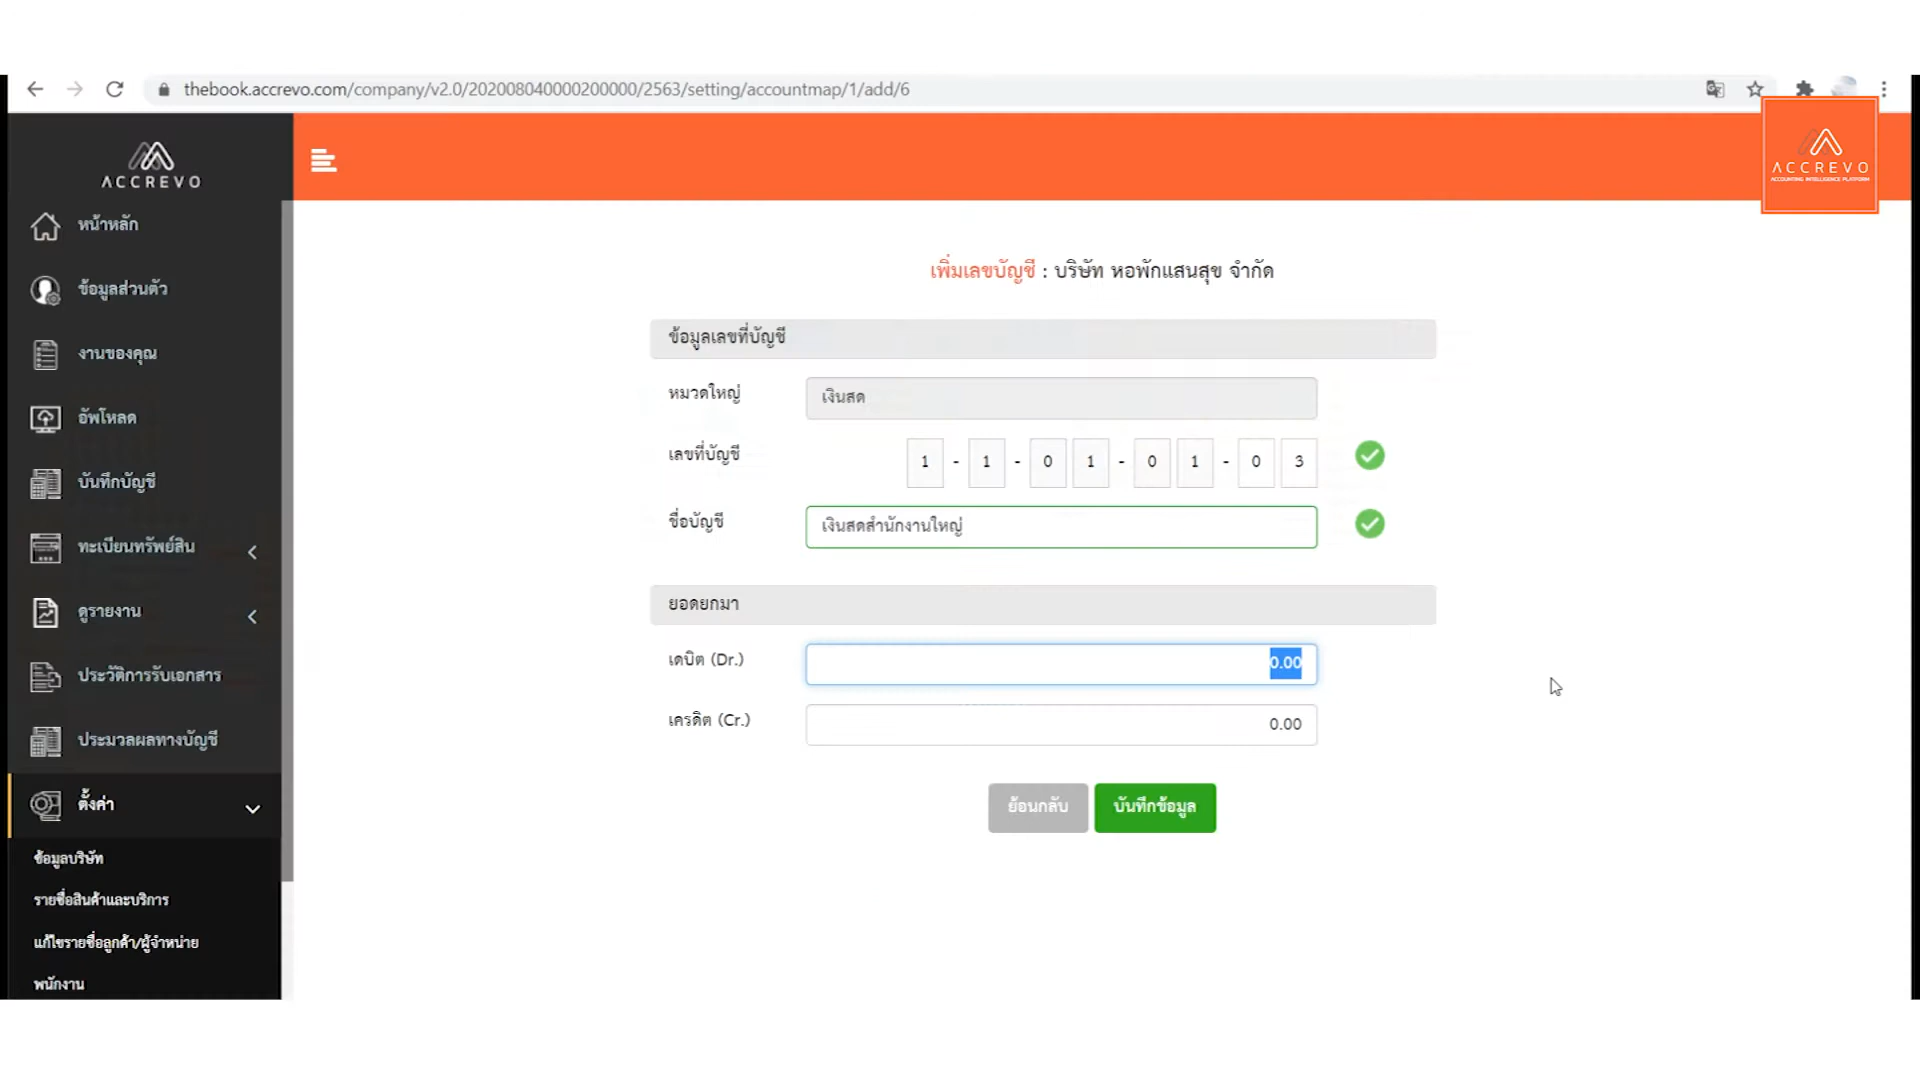 thebook.accrevo.com/company/v2.0/202008040000200000/2563/setting/accountmap/1/add/6
ACCREVO
ACCREVO
ACCOUNTING INTELLIGENCE PLATFORM
หน้าหลัก
ข้อมูลส่วนตัว
งานของคุณ
อัพโหลด
บันทึกบัญชี
ทะเบียนทรัพย์สิน
ดูรายงาน
ประวัติการรับเอกสาร
ประมวลผลทางบัญชี
ตั้งค่า
ข้อมูลบริษัท
รายชื่อสินค้าและบริการ
แก้ไขรายชื่อลูกค้า/ผู้จำหน่าย
พนักงาน
เพิ่มเลขบัญชี : บริษัท หอพักแสนสุข จำกัด
ข้อมูลเลขที่บัญชี
หมวดใหญ่ เงินสด
เลขที่บัญชี 1 - 1 - 0 1 - 0 1 - 0 3
ชื่อบัญชี เงินสดสำนักงานใหญ่
ยอดยกมา
เดบิต (Dr.) 0.00
เครดิต (Cr.) 0.00
ย้อนกลับ บันทึกข้อมูล